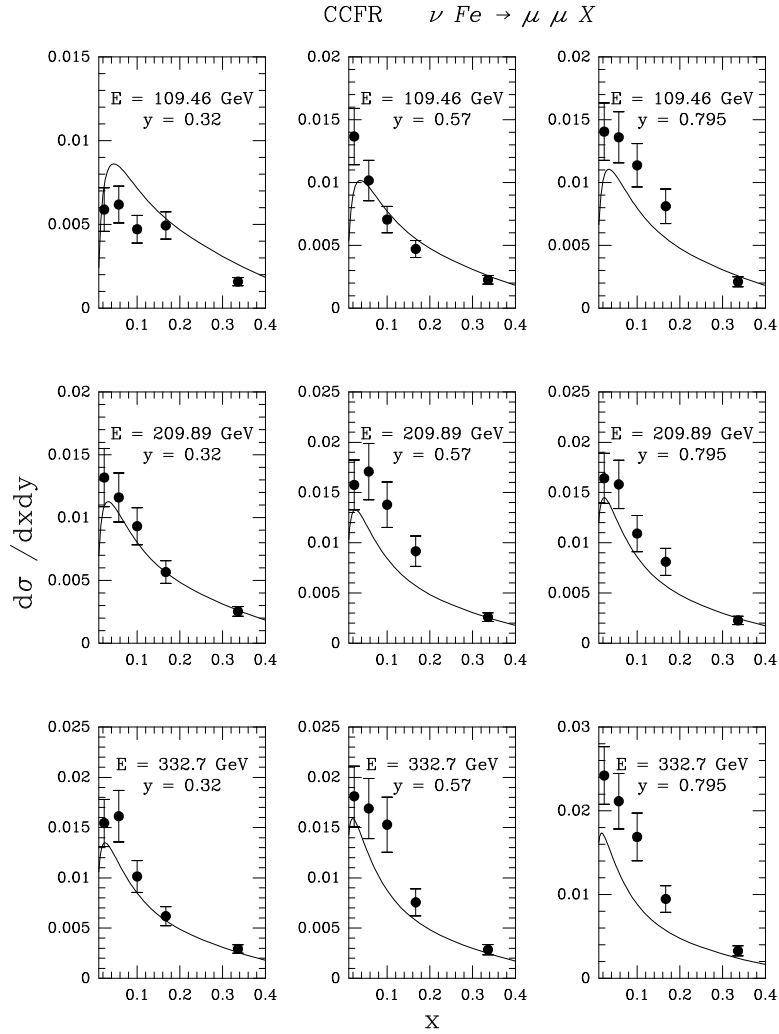 CCFR ν Fe → μ μ X
0.015
0.01
0.005
0
E = 109.46 GeV
y = 0.32
0.1 0.2 0.3 0.4
0.02
0.015
0.01
0.005
0
E = 109.46 GeV
y = 0.57
0.1 0.2 0.3 0.4
0.02
0.015
0.01
0.005
0
E = 109.46 GeV
y = 0.795
0.1 0.2 0.3 0.4
dσ /dxdy
0.02
0.015
0.01
0.005
0
E = 209.89 GeV
y = 0.32
0.1 0.2 0.3 0.4
0.025
0.02
0.015
0.01
0.005
0
E = 209.89 GeV
y = 0.57
0.1 0.2 0.3 0.4
0.025
0.02
0.015
0.01
0.005
0
E = 209.89 GeV
y = 0.795
0.1 0.2 0.3 0.4
0.025
0.02
0.015
0.01
0.005
0
E = 332.7 GeV
y = 0.32
0.1 0.2 0.3 0.4
0.025
0.02
0.015
0.01
0.005
0
E = 332.7 GeV
y = 0.57
0.1 0.2 0.3 0.4
0.03
0.02
0.01
0
E = 332.7 GeV
y = 0.795
0.1 0.2 0.3 0.4
x